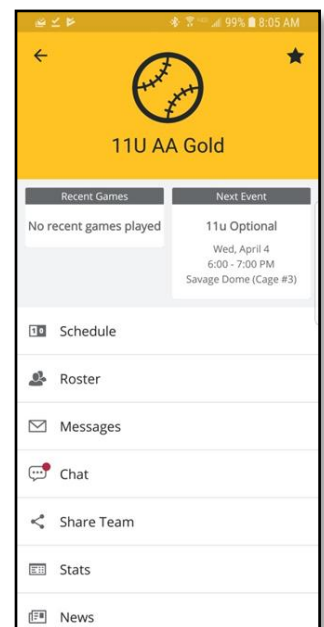 99% 8:05 AM
11U AA Gold
Recent Games
No recent games played
Next Event
11u Optional
Wed, April 4
6:00 - 7:00 PM
Savage Dome (Cage #3)
Schedule
Roster
Messages
Chat
Share Team
Stats
News